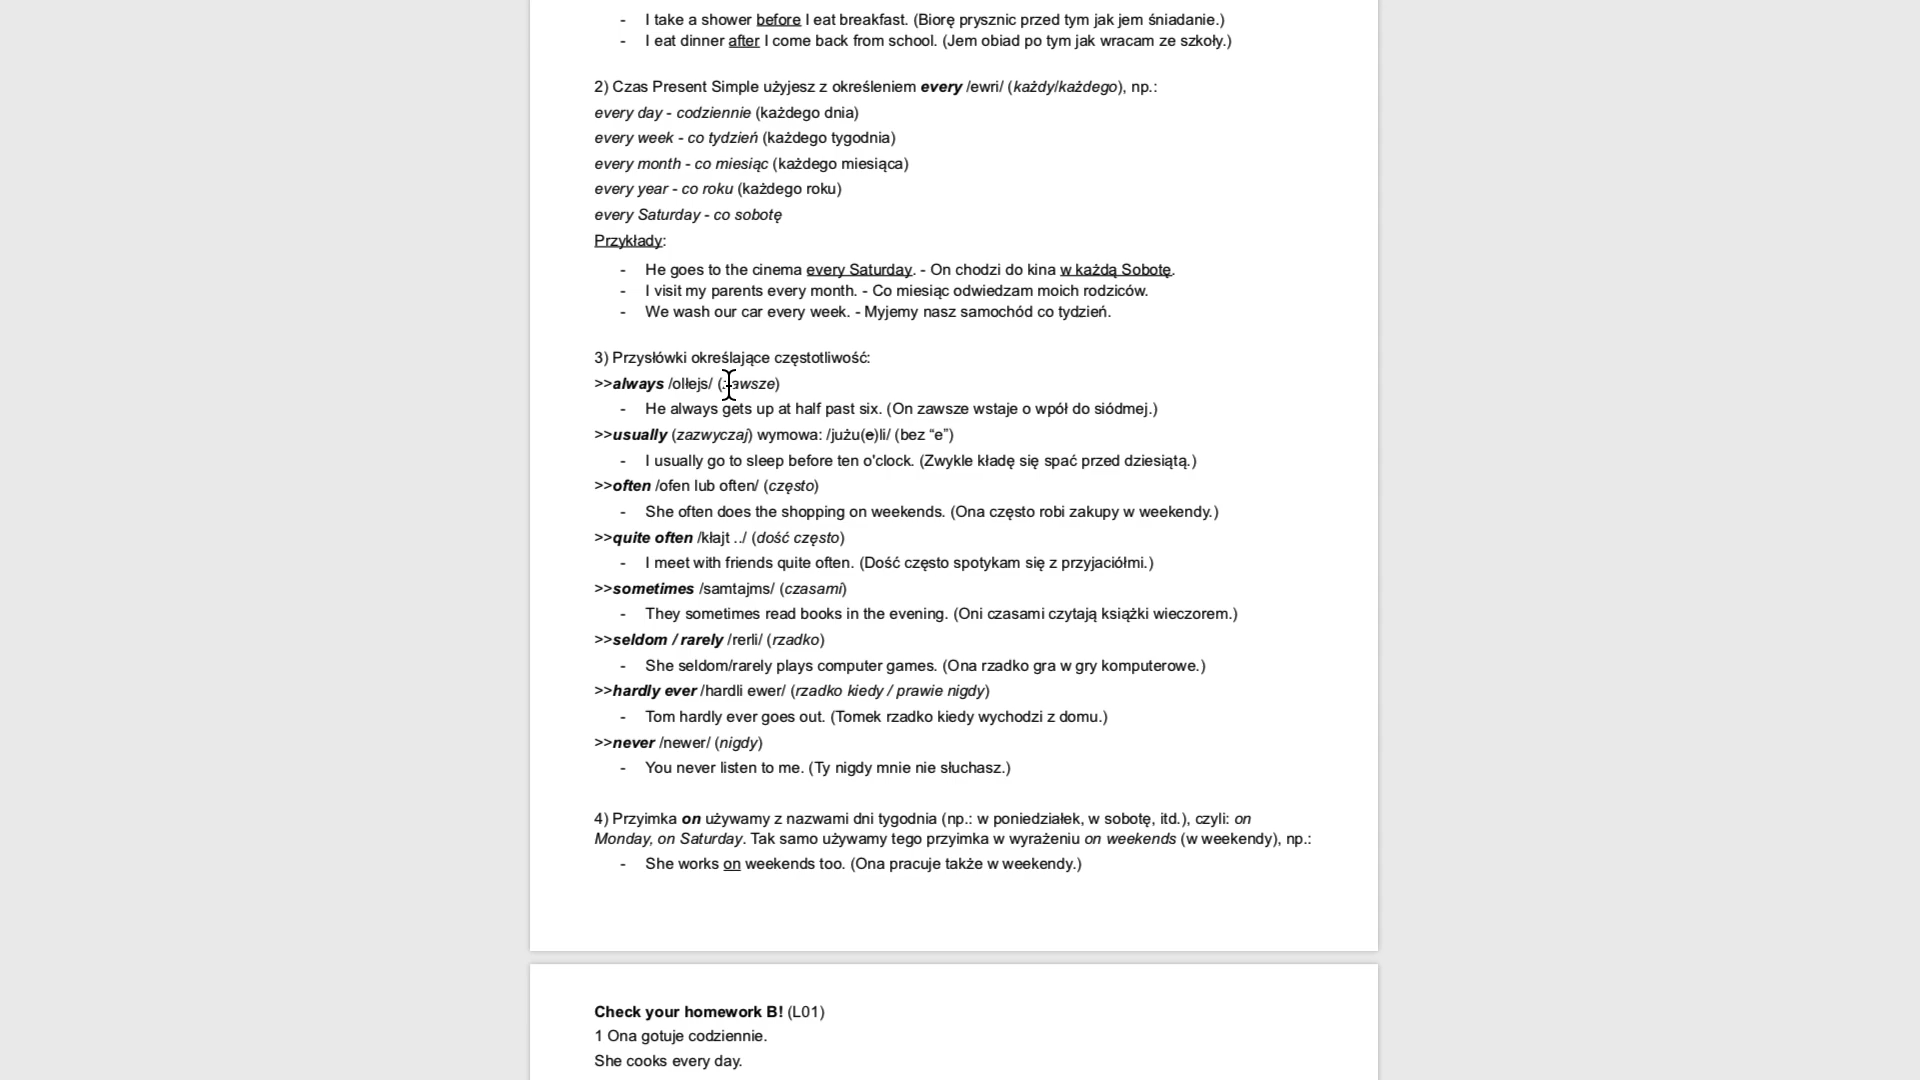 - I take a shower before I eat breakfast. (Biorę prysznic przed tym jak jem śniadanie.)
- I eat dinner after I come back from school. (Jem obiad po tym jak wracam ze szkoły.)
2) Czas Present Simple użyjesz z określeniem every /ewri/ (każdy/każdego), np.:
every day - codziennie (każdego dnia)
every week - co tydzień (każdego tygodnia)
every month - co miesiąc (każdego miesiąca)
every year - co roku (każdego roku)
every Saturday - co sobotę
Przykłady:
- He goes to the cinema every Saturday. - On chodzi do kina w każdą Sobotę.
- I visit my parents every month. - Co miesiąc odwiedzam moich rodziców.
- We wash our car every week. - Myjemy nasz samochód co tydzień.
3) Przysłówki określające częstotliwość:
>>always /olłejs/ (zawsze)
- He always gets up at half past six. (On zawsze wstaje o wpół do siódmej.)
>>usually (zazwyczaj) wymowa: /jużu(e)li/ (bez “e”)
- I usually go to sleep before ten o'clock. (Zwykle kładę się spać przed dziesiątą.)
>>often /ofen lub often/ (często)
- She often does the shopping on weekends. (Ona często robi zakupy w weekendy.)
>>quite often /kłajt ../ (dość często)
- I meet with friends quite often. (Dość często spotykam się z przyjaciółmi.)
>>sometimes /samtajms/ (czasami)
- They sometimes read books in the evening. (Oni czasami czytają książki wieczorem.)
>>seldom / rarely /rerli/ (rzadko)
- She seldom/rarely plays computer games. (Ona rzadko gra w gry komputerowe.)
>>hardly ever /hardli ewer/ (rzadko kiedy / prawie nigdy)
- Tom hardly ever goes out. (Tomek rzadko kiedy wychodzi z domu.)
>>never /newer/ (nigdy)
- You never listen to me. (Ty nigdy mnie nie słuchasz.)
4) Przyimka on używamy z nazwami dni tygodnia (np.: w poniedziałek, w sobotę, itd.), czyli: on
Monday, on Saturday. Tak samo używamy tego przyimka w wyrażeniu on weekends (w weekendy), np.:
- She works on weekends too. (Ona pracuje także w weekendy.)
Check your homework B! (L01)
1 Ona gotuje codziennie.
She cooks every day.